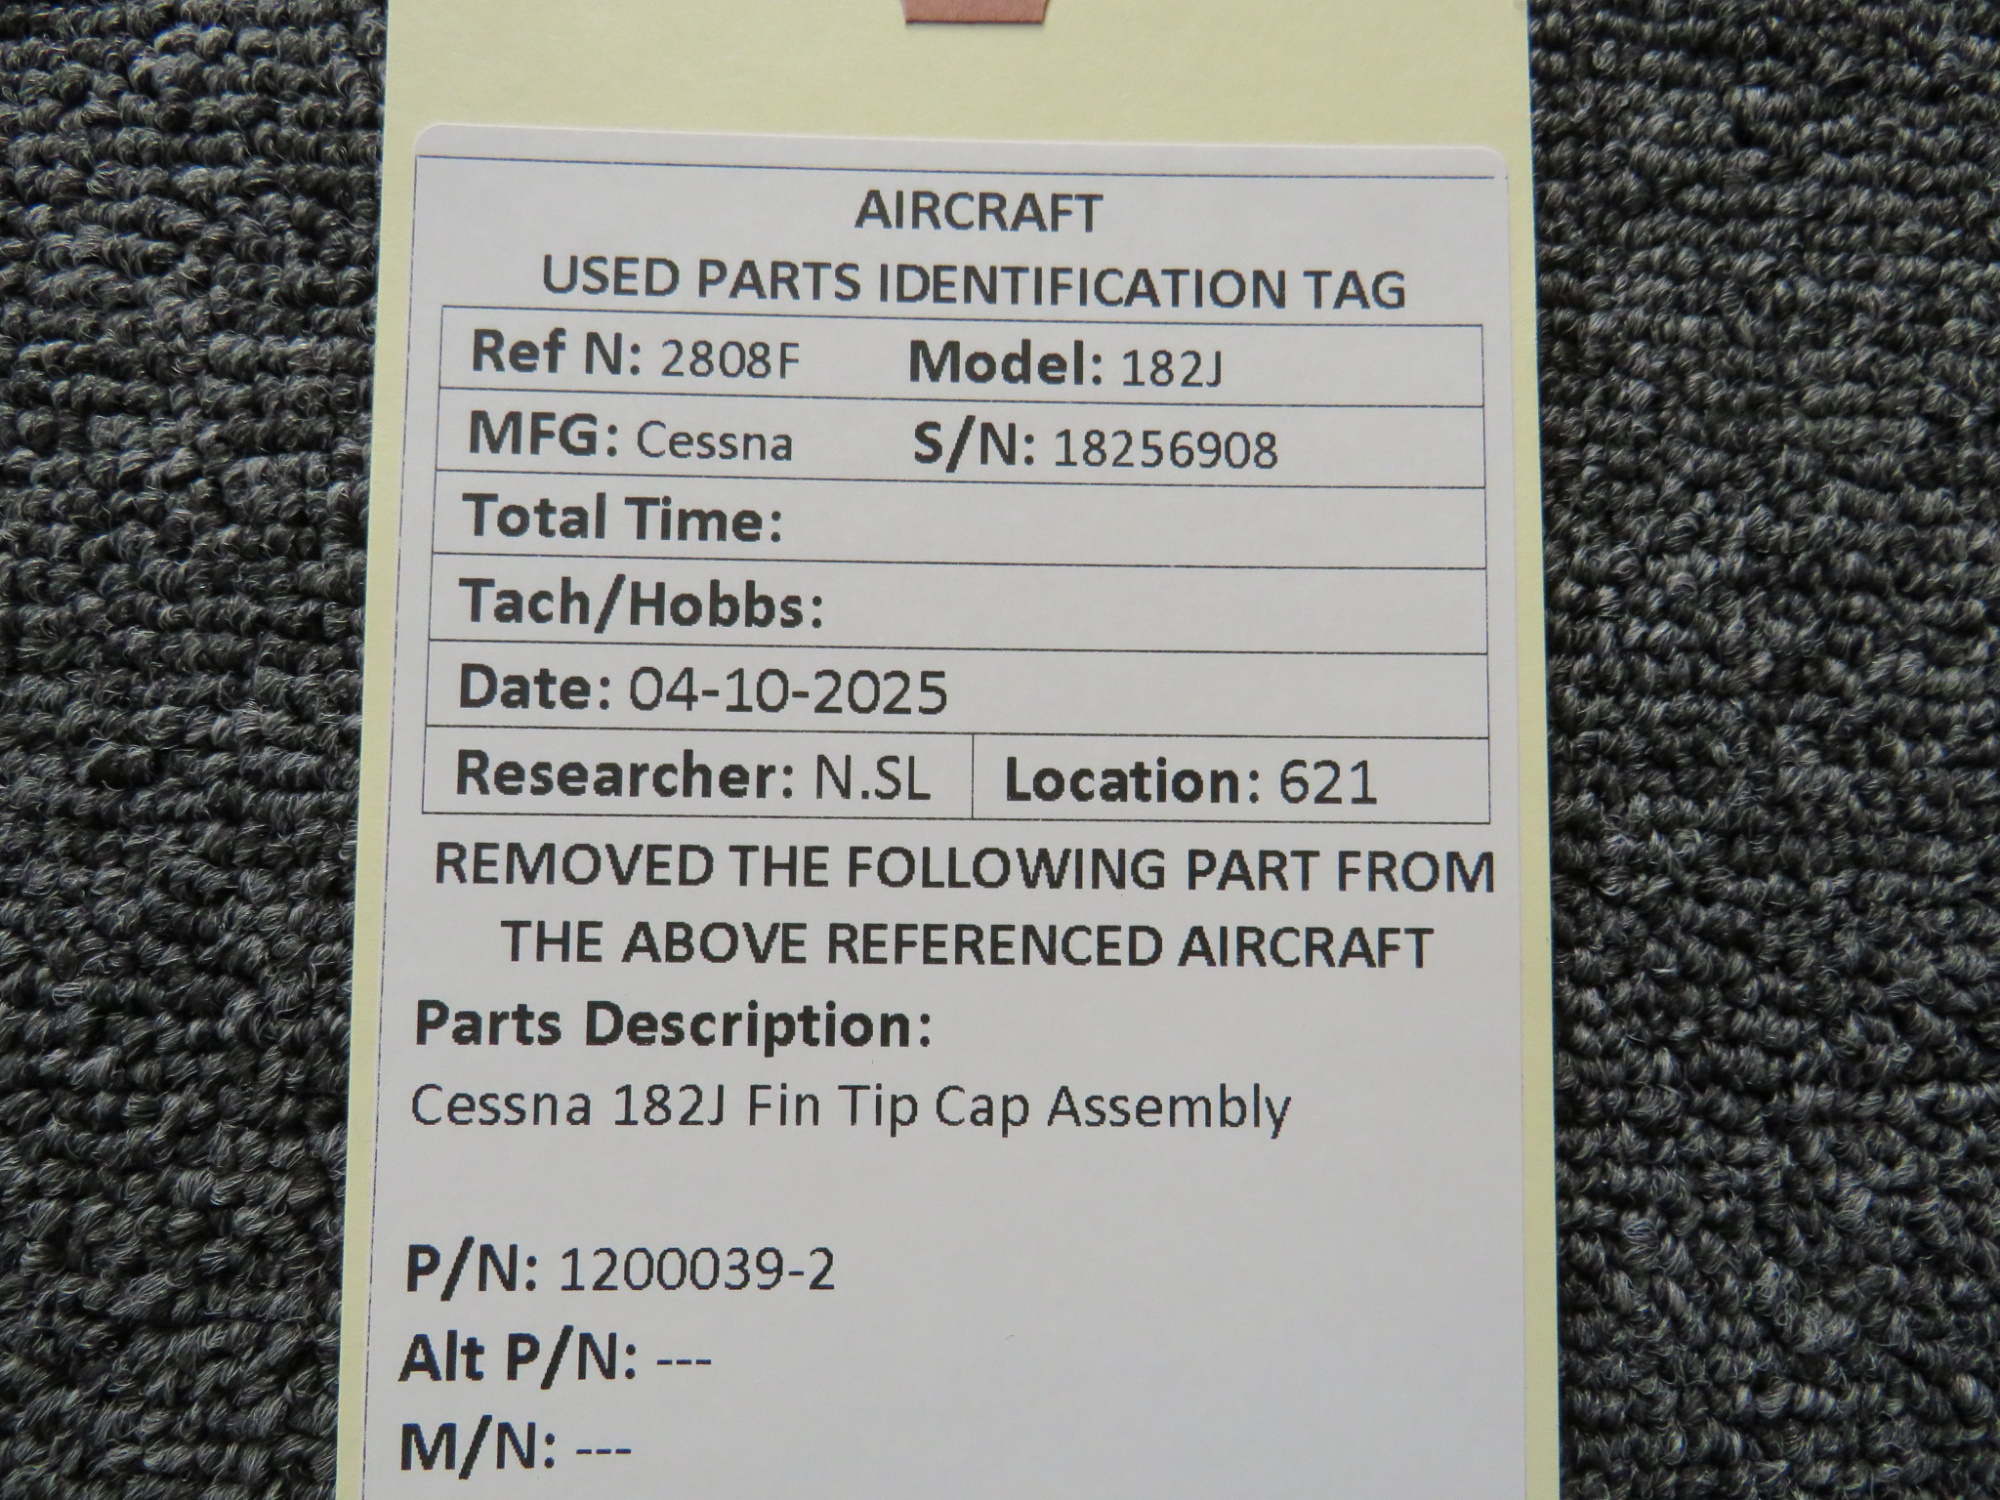 AIRCRAFT
USED PARTS IDENTIFICATION TAG
Ref N: 2808F Model: 182J
MFG: Cessna S/N: 18256908
Total Time:
Tach/Hobbs:
Date: 04-10-2025
Researcher: N.SL Location: 621
REMOVED THE FOLLOWING PART FROM
THE ABOVE REFERENCED AIRCRAFT
Parts Description:
Cessna 182J Fin Tip Cap Assembly
P/N: 1200039-2
Alt P/N: ---
M/N: ---